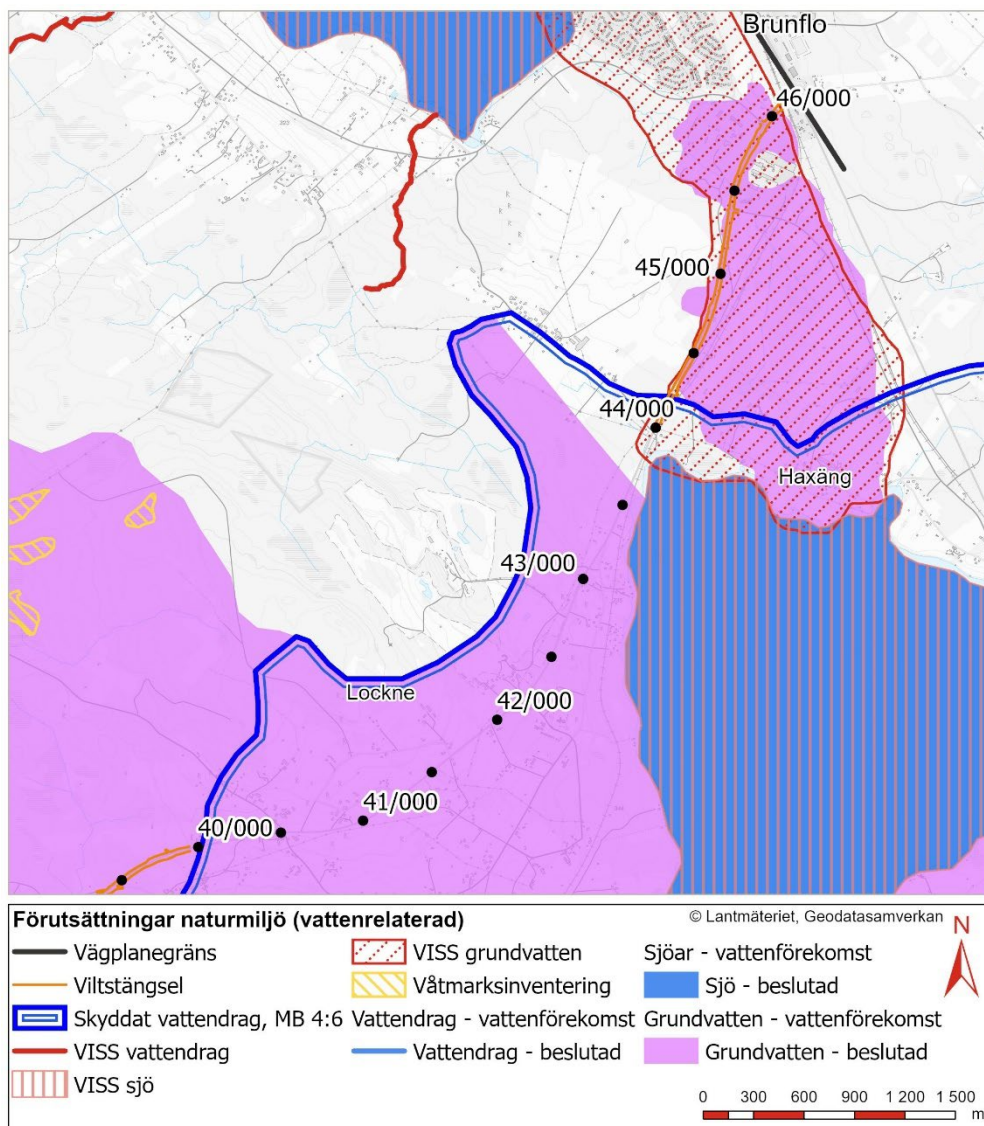 Brunflo
46/000
45/000
44/000
Haxäng
43/000
Lockne
42/000
41/000
40/000
Förutsättningar naturmiljö (vattenrelaterad)
© Lantmäteriet, Geodatasamverkan
N
Vägplanegräns
Viltstängsel
Skyddat vattendrag, MB 4:6
VISS vattendrag
VISS sjö
VISS grundvatten
Våtmarksinventering
Vattendrag - vattenförekomst
Vattendrag - beslutad
Sjöar - vattenförekomst
Sjö - beslutad
Grundvatten - vattenförekomst
Grundvatten - beslutad
0 300 600 900 1 200 1 500
m